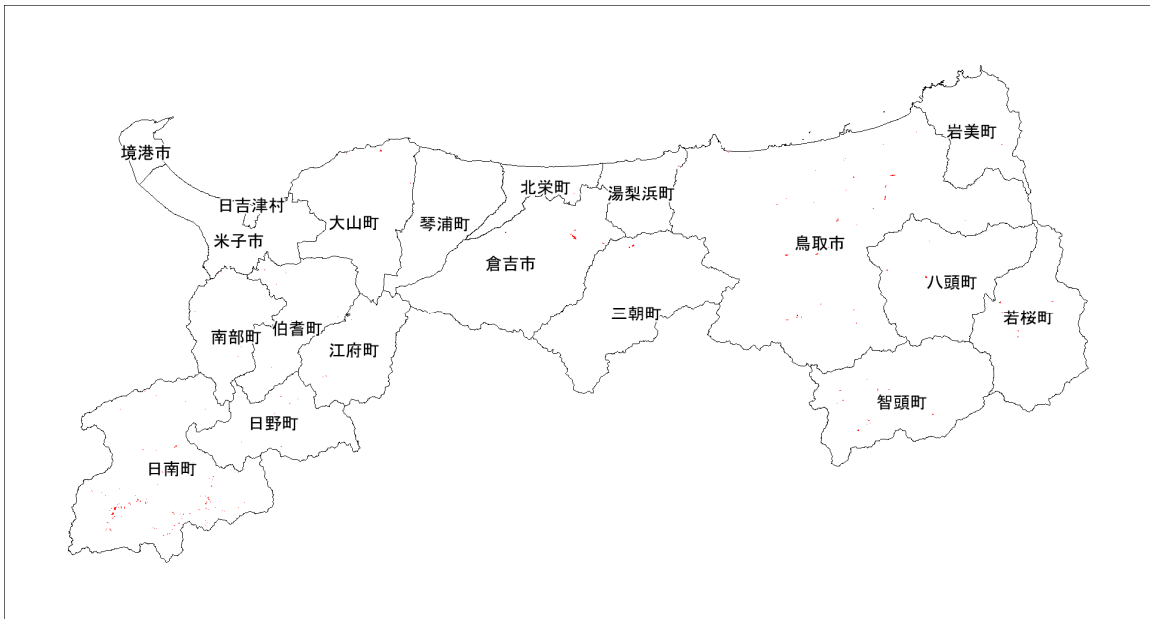 岩美町
境港市
北栄町
湯梨浜町
日吉津村
大山町
琴浦町
米子市
鳥取市
倉吉市
八頭町
三朝町
若桜町
伯耆町
南部町
江府町
智頭町
日野町
日南町